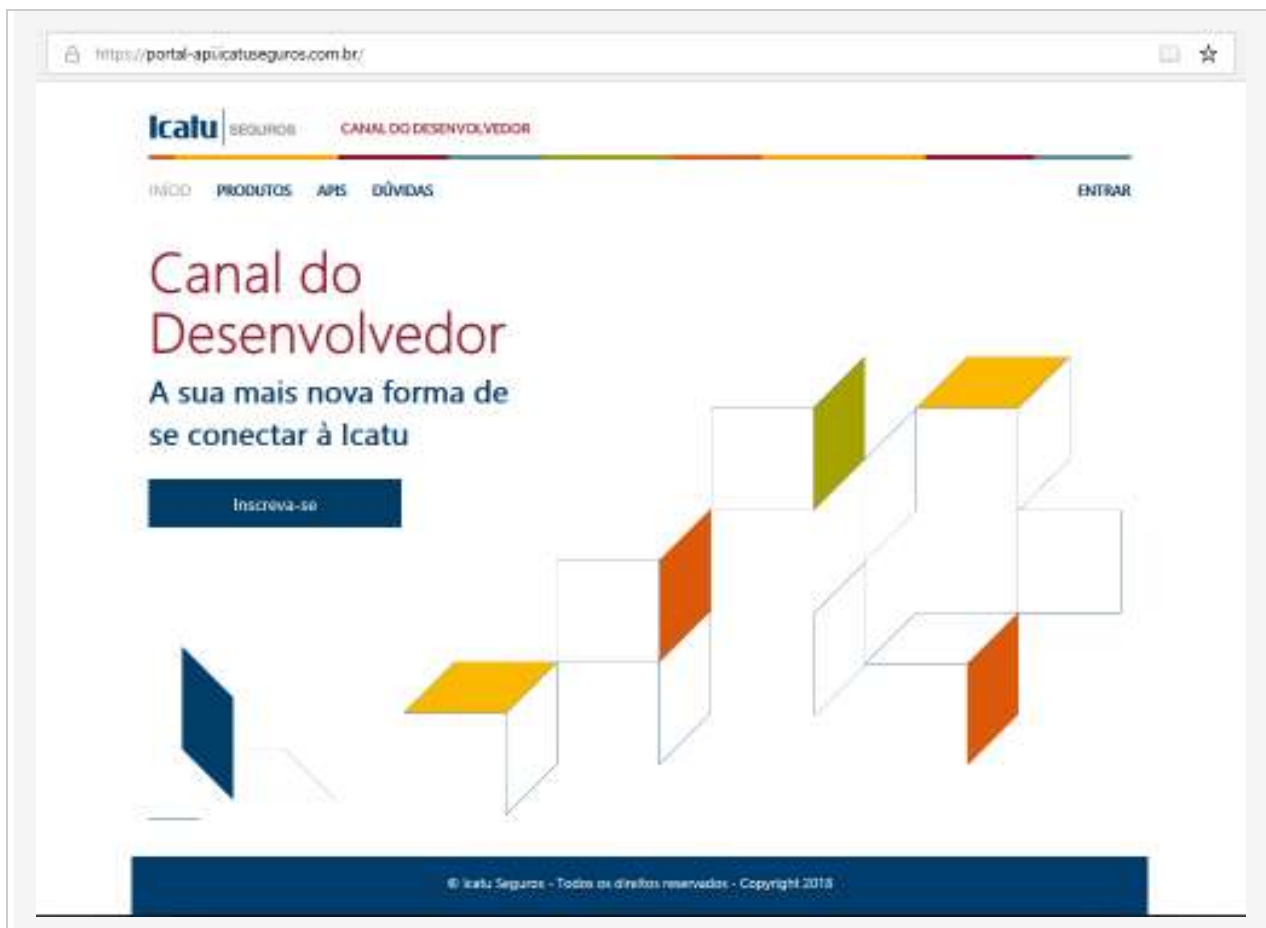 https://portal-api.icatuseguros.com.br/
Icatu SEGUROS CANAL DO DESENVOLVEDOR
INÍCIO PRODUTOS APIS DÚVIDAS ENTRAR
Canal do
Desenvolvedor
A sua mais nova forma de
se conectar à Icatu
Inscreva-se
© Icatu Seguros - Todos os direitos reservados - Copyright 2018